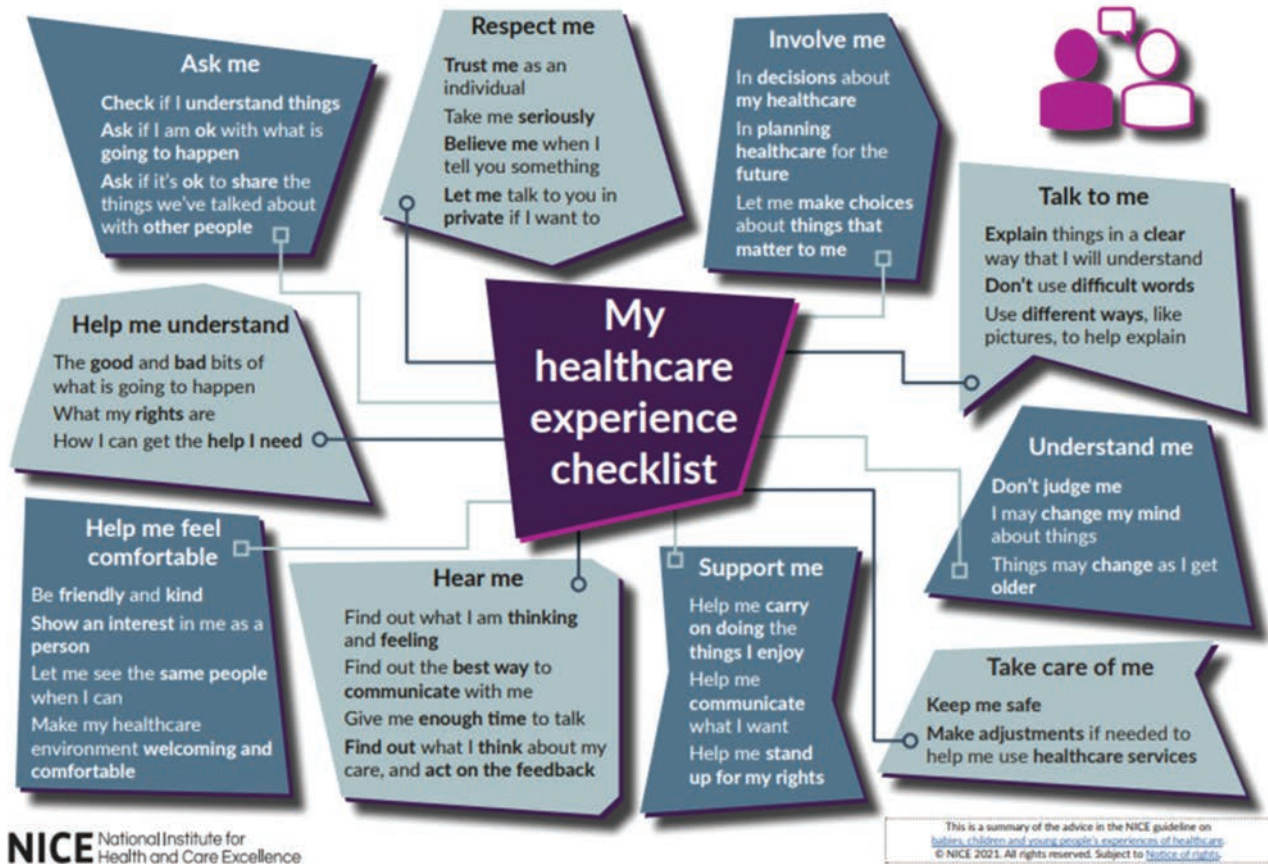 Ask me
Check if I understand things
Ask if I am ok with what is
going to happen
Ask if it's ok to share the
things we've talked about
with other people
Respect me
Trust me as an
individual
Take me seriously
Believe me when I
tell you something
Let me talk to you in
private if I want to
Involve me
In decisions about
my healthcare
In planning
healthcare for the
future
Let me make choices
about things that
matter to me
Talk to me
Explain things in a clear
way that I will understand
Don't use difficult words
Use different ways, like
pictures, to help explain
Help me understand
The good and bad bits of
what is going to happen
What my rights are
How I can get the help I need
My
healthcare
experience
checklist
Understand me
Don't judge me
I may change my mind
about things
Things may change as I get
older
Help me feel
comfortable
Be friendly and kind
Show an interest in me as a
person
Let me see the same people
when I can
Make my healthcare
environment welcoming and
comfortable
Hear me
Find out what I am thinking
and feeling
Find out the best way to
communicate with me
Give me enough time to talk
Find out what I think about my
care, and act on the feedback
Support me
Help me carry
on doing the
things I enjoy
Help me
communicate
what I want
Help me stand
up for my rights
Take care of me
Keep me safe
Make adjustments if needed to
help me use healthcare services
NICE National Institute for
Health and Care Excellence
This is a summary of the advice in the NICE guideline on
babies, children and young people's experiences of healthcare.
© NICE 2021. All rights reserved. Subject to Notice of rights.